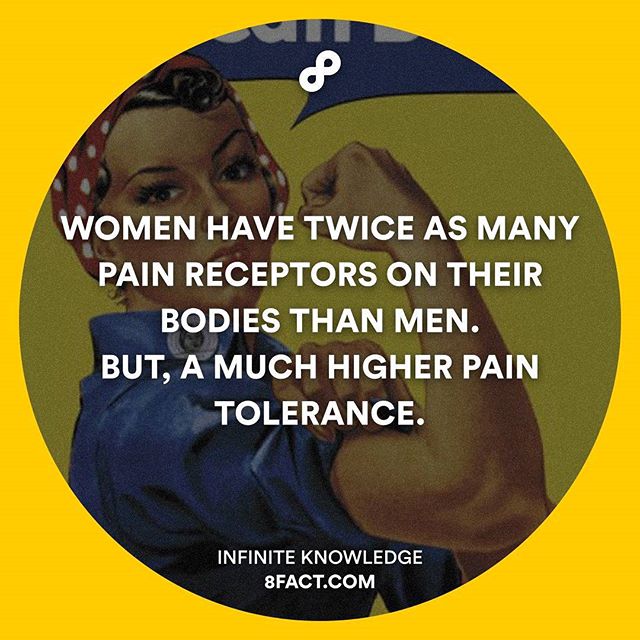 WOMEN HAVE TWICE AS MANY
PAIN RECEPTORS ON THEIR
BODIES THAN MEN.
BUT, A MUCH HIGHER PAIN
TOLERANCE.
INFINITE KNOWLEDGE
8FACT.COM